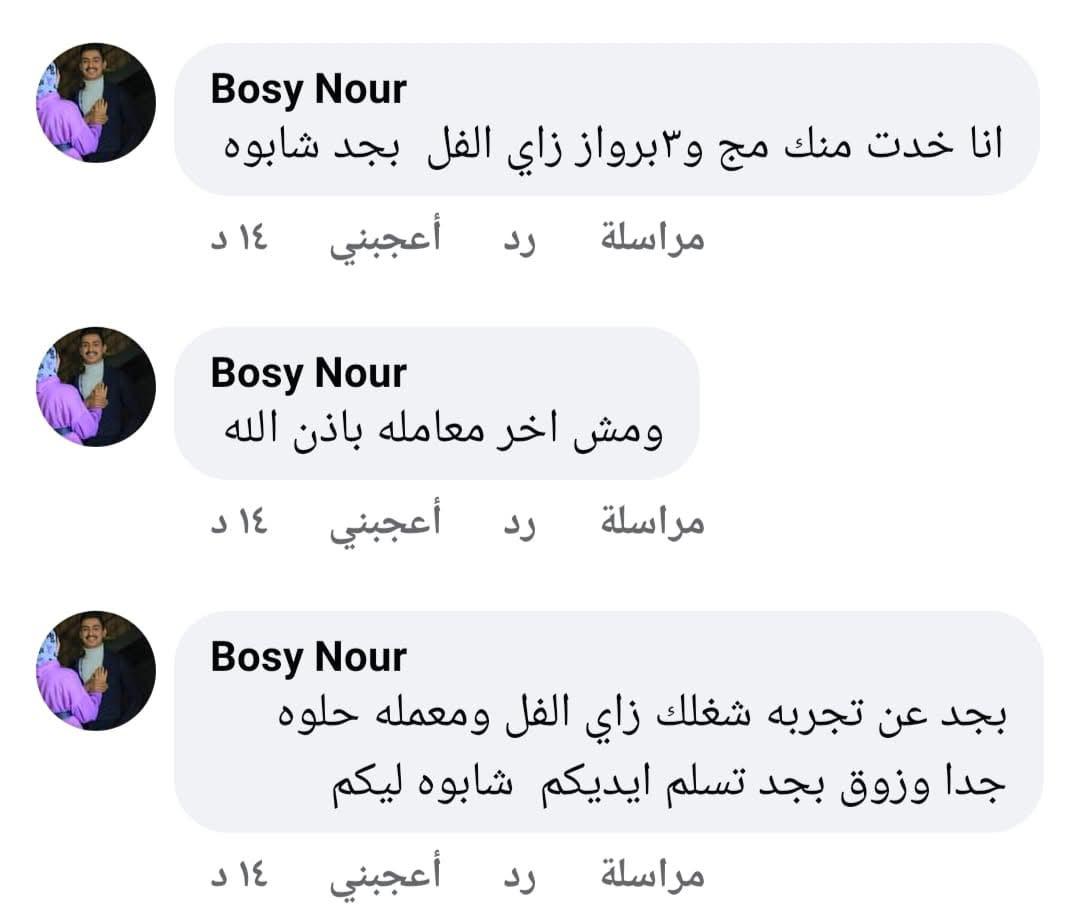 Bosy Nour
انا خدت منك مج و٣برواز زاي الفل بجد شابوه
مراسلة رد أعجبني ١٤ د
Bosy Nour
ومش اخر معامله باذن الله
مراسلة رد أعجبني ١٤ د
Bosy Nour
بجد عن تجربه شغلك زاي الفل ومعمله حلوه
جدا وزوق بجد تسلم ايديكم شابوه ليكم
مراسلة رد أعجبني ١٤ د